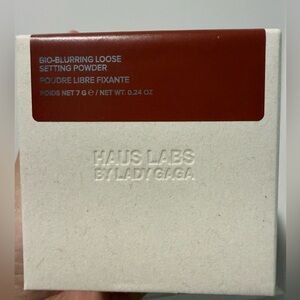 BIO-BLURRING LOOSE
SETTING POWDER
POUDRE LIBRE FIXANTE
POIDS NET 7 G ℮ / NET WT. 0.24 OZ
HAUS LABS
BY LADY GAGA